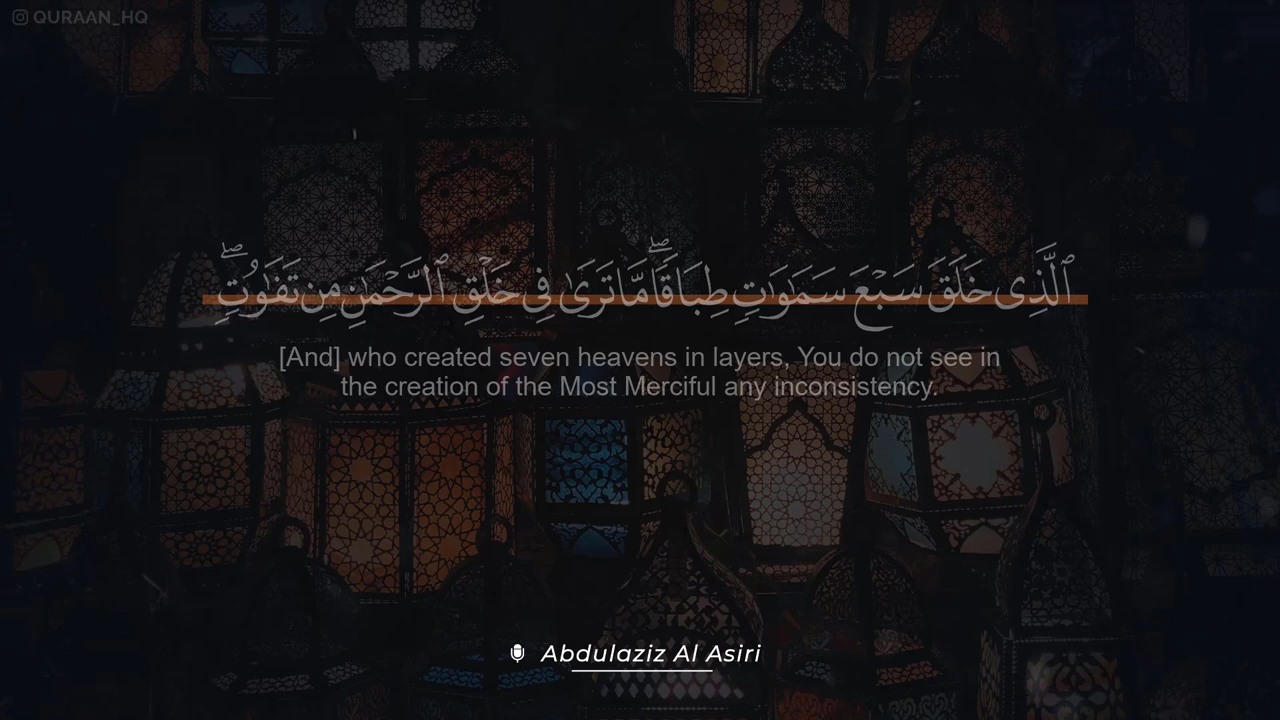 QURAAN_HQ
ٱلَّذِى خَلَقَ سَبْعَ سَمَٰوَٰتٍ طِبَاقًا ۖ مَّا تَرَىٰ فِى خَلْقِ ٱلرَّحْمَٰنِ مِن تَفَٰوُتٍ ۖ
[And] who created seven heavens in layers, You do not see in
the creation of the Most Merciful any inconsistency.
Abdulaziz Al Asiri